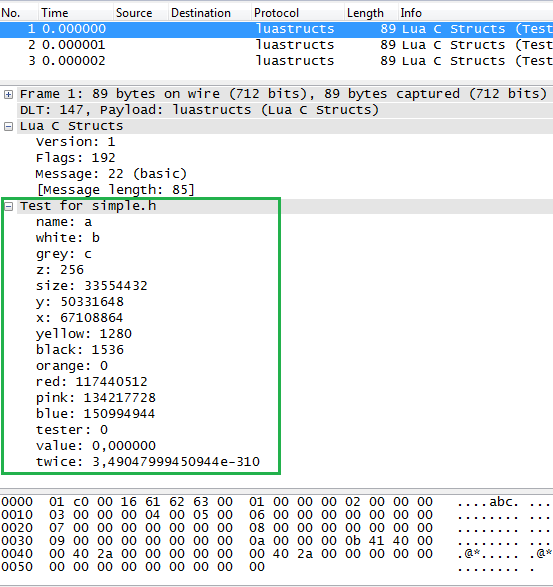 No. Time Source Destination Protocol Length Info
1 0.000000 luastructs 89 Lua C Structs (Test
2 0.000001 luastructs 89 Lua C Structs (Test
3 0.000002 luastructs 89 Lua C Structs (Test
Frame 1: 89 bytes on wire (712 bits), 89 bytes captured (712 bits)
DLT: 147, Payload: luastructs (Lua C Structs)
Lua C Structs
Version: 1
Flags: 192
Message: 22 (basic)
[Message length: 85]
Test for simple.h
name: a
white: b
grey: c
z: 256
size: 33554432
y: 50331648
x: 67108864
yellow: 1280
black: 1536
orange: 0
red: 117440512
pink: 134217728
blue: 150994944
tester: 0
value: 0,000000
twice: 3,49047999450944e-310
0000 01 c0 00 16 61 62 63 00 01 00 00 00 02 00 00 00 ....abc. ........
0010 03 00 00 00 04 00 05 00 06 00 00 00 00 00 00 00 ........ ........
0020 07 00 00 00 00 00 00 00 08 00 00 00 00 00 00 00 ........ ........
0030 09 00 00 00 00 00 00 00 0a 00 00 00 0b 41 40 00 ........ .....A@.
0040 00 40 2a 00 00 00 00 00 00 40 2a 00 00 00 00 00 .@*..... .@*.....
0050 00 00 00 00 00 00 00 00 00 ........ .